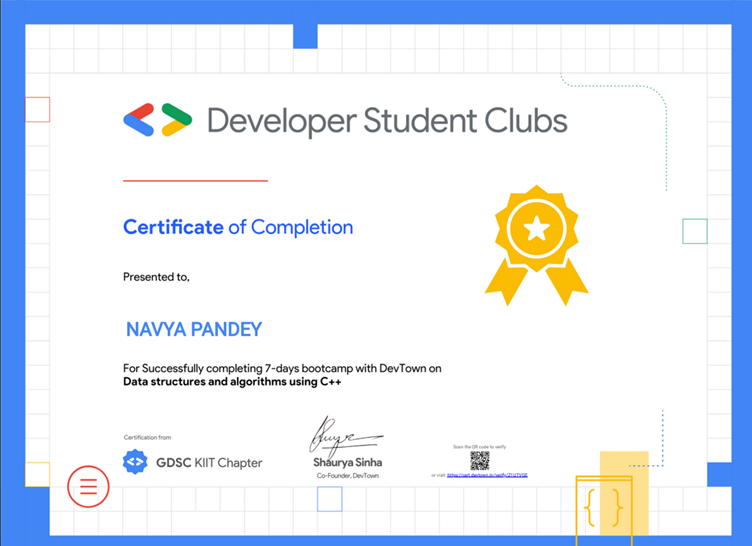 Developer Student Clubs
Certificate of Completion
Presented to,
NAVYA PANDEY
For Successfully completing 7-days bootcamp with DevTown on
Data structures and algorithms using C++
Certification from
GDSC KIIT Chapter
Shaurya Sinha
Co-Founder, DevTown
Scan the QR code to verify
or visit
{ }